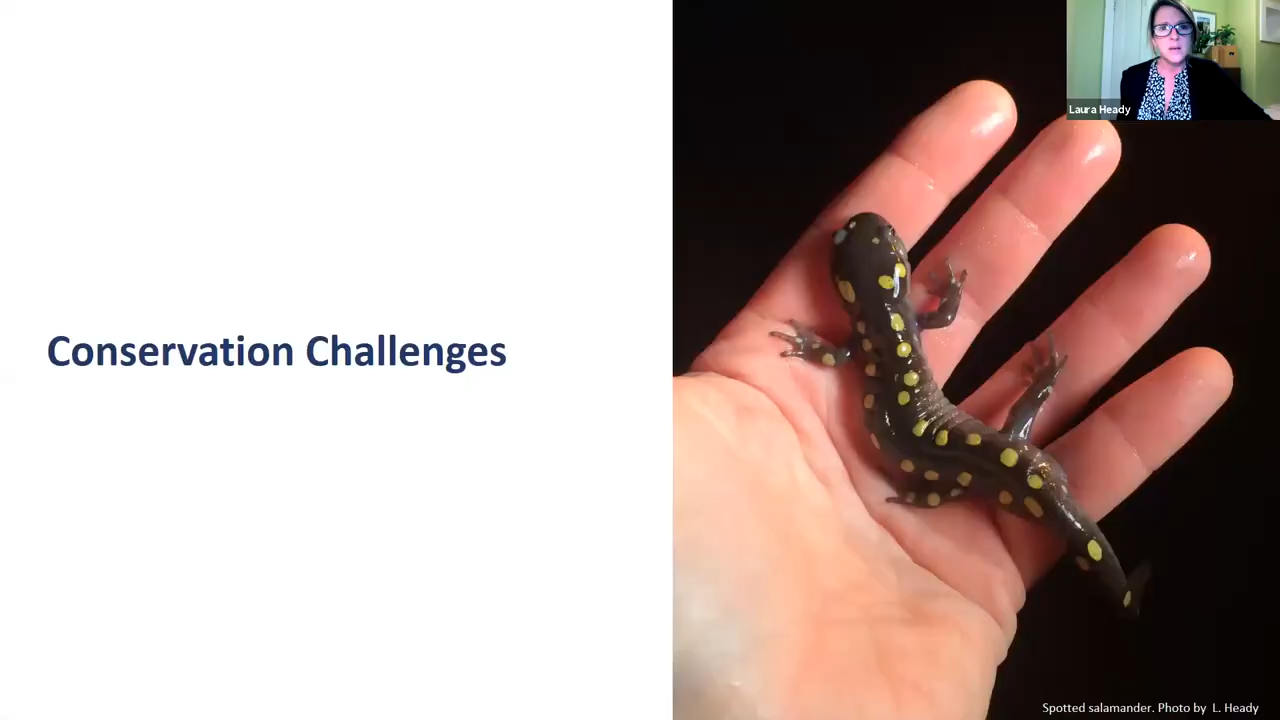 Laura Heady
Conservation Challenges
Spotted salamander. Photo by L. Heady